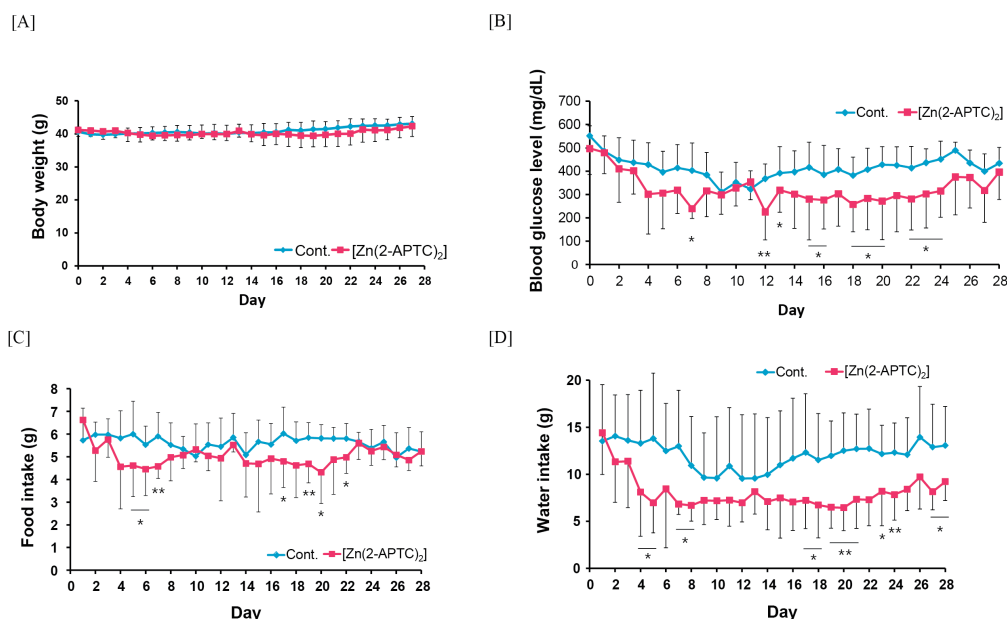 [A]
Body weight (g)
50
40
30
20
10
0
Cont. [Zn(2-APTC)2]
0 2 4 6 8 10 12 14 16 18 20 22 24 26 28
Day
[B]
Blood glucose level (mg/dL)
700
600
500
400
300
200
100
0
Cont. [Zn(2-APTC)2]
* ** * * * *
0 2 4 6 8 10 12 14 16 18 20 22 24 26 28
Day
[C]
Food intake (g)
8
7
6
5
4
3
2
1
0
* ** * ** * *
Cont. [Zn(2-APTC)2]
0 2 4 6 8 10 12 14 16 18 20 22 24 26 28
Day
[D]
Water intake (g)
Cont. [Zn(2-APTC)2]
20
15
10
5
0
* * * ** * ** *
0 2 4 6 8 10 12 14 16 18 20 22 24 26 28
Day